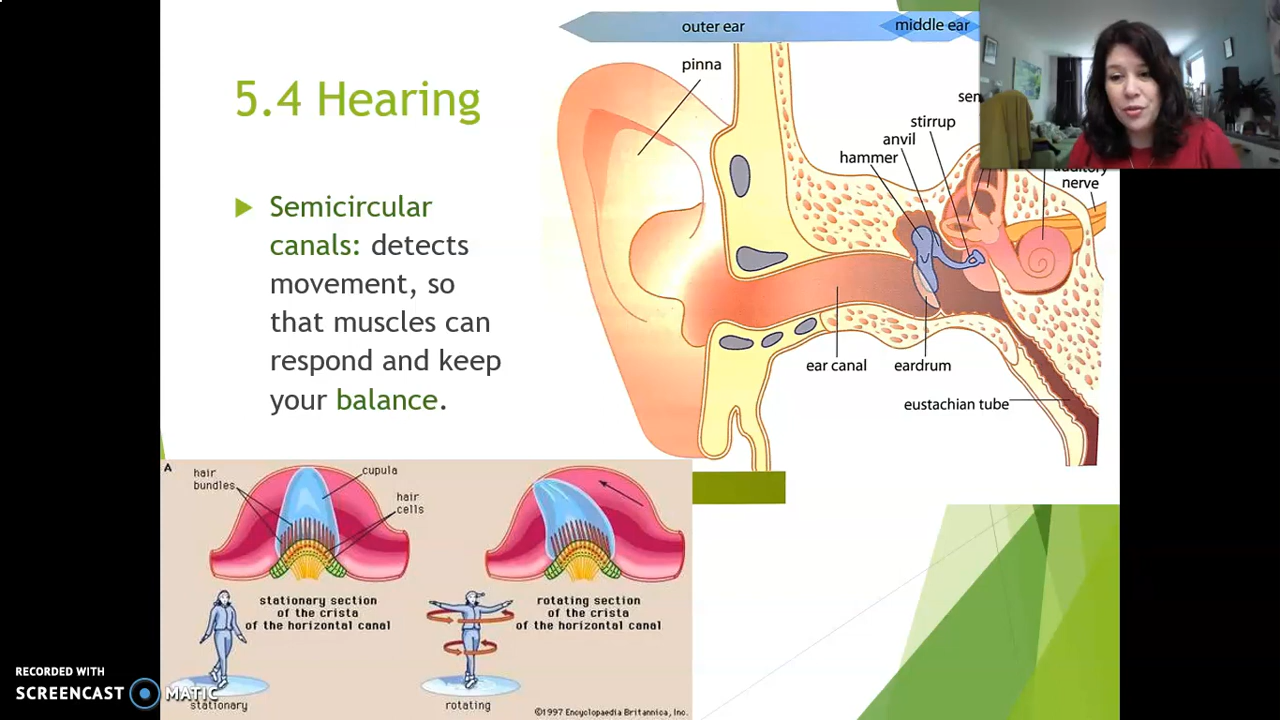 outer ear
middle ear
pinna
5.4 Hearing
stirrup
anvil
hammer
auditory
nerve
Semicircular
canals: detects
movement, so
that muscles can
respond and keep
your balance.
ear canal
eardrum
eustachian tube
A
hair
bundles
cupula
hair
cells
stationary section
of the crista
of the horizontal canal
rotating section
of the crista
of the horizontal canal
stationary
rotating
©1997 Encyclopaedia Britannica, Inc.
RECORDED WITH
SCREENCAST MATIC